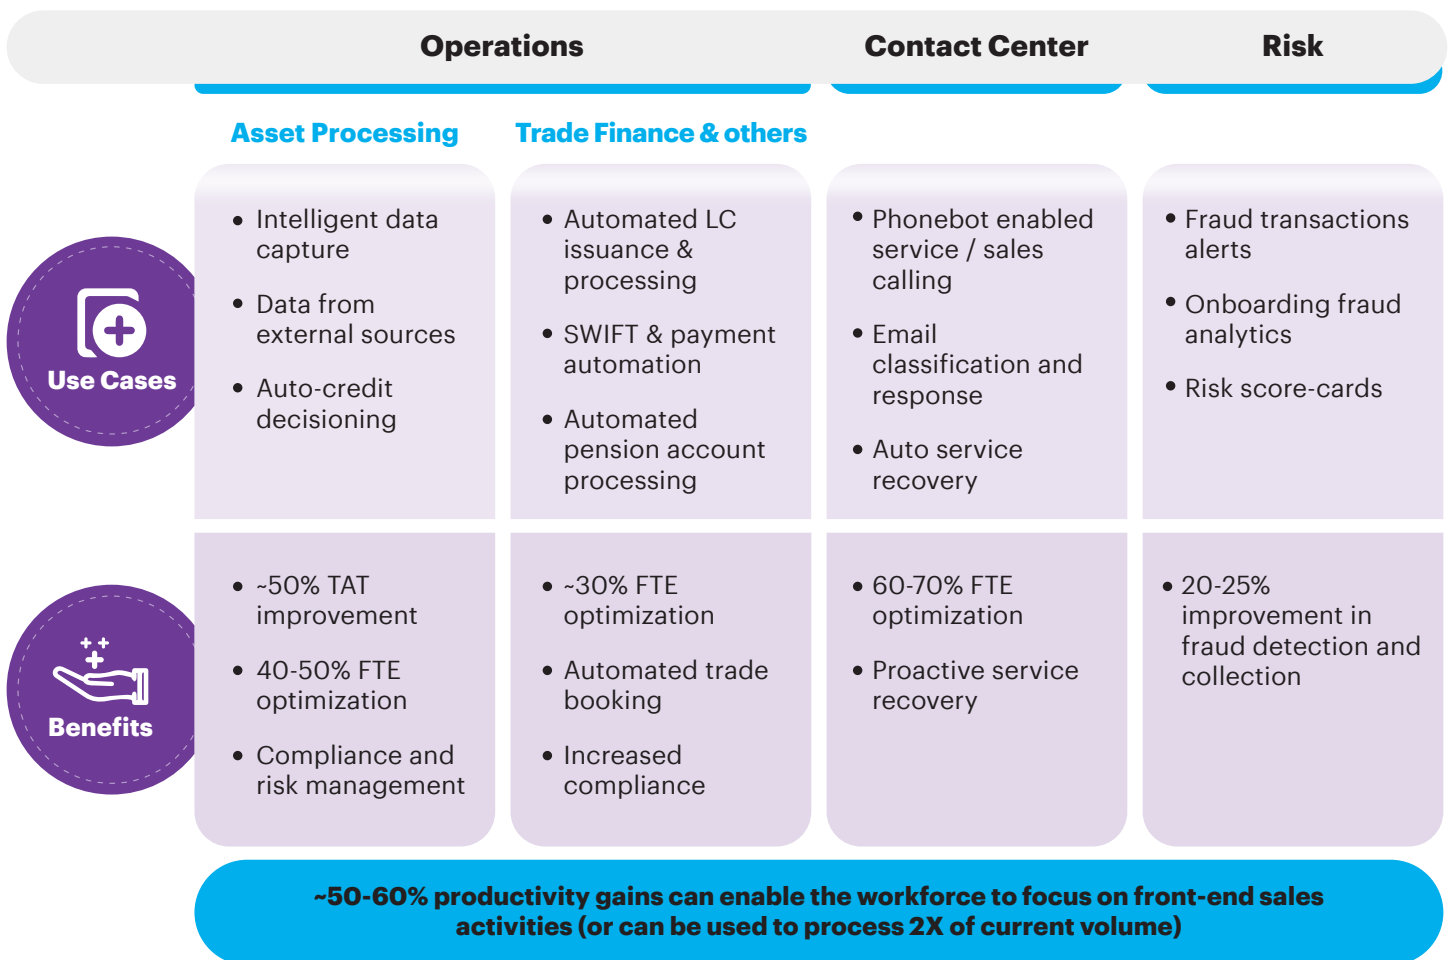 Operations
Contact Center
Risk
Asset Processing
Trade Finance & others
Use Cases
• Intelligent data
capture
• Data from
external sources
• Auto-credit
decisioning
• Automated LC
issuance &
processing
• SWIFT & payment
automation
• Automated
pension account
processing
• Phonebot enabled
service / sales
calling
• Email
classification and
response
• Auto service
recovery
• Fraud transactions
alerts
• Onboarding fraud
analytics
• Risk score-cards
Benefits
• ~50% TAT
improvement
• 40-50% FTE
optimization
• Compliance and
risk management
• ~30% FTE
optimization
• Automated trade
booking
• Increased
compliance
• 60-70% FTE
optimization
• Proactive service
recovery
• 20-25%
improvement in
fraud detection and
collection
~50-60% productivity gains can enable the workforce to focus on front-end sales
activities (or can be used to process 2X of current volume)